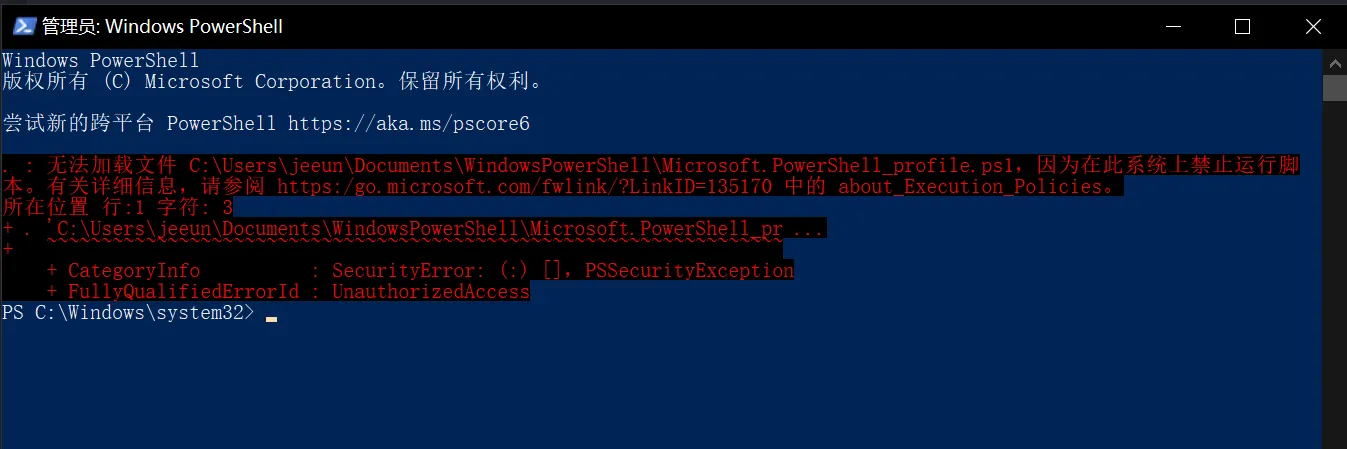 管理员: Windows PowerShell
Windows PowerShell
版权所有 (C) Microsoft Corporation。保留所有权利。
尝试新的跨平台 PowerShell https://aka.ms/pscore6
. : 无法加载文件 C:\Users\jeeun\Documents\WindowsPowerShell\Microsoft.PowerShell_profile.ps1，因为在此系统上禁止运行脚
本。有关详细信息，请参阅 https:/go.microsoft.com/fwlink/?LinkID=135170 中的 about_Execution_Policies。
所在位置 行:1 字符: 3
+ . 'C:\Users\jeeun\Documents\WindowsPowerShell\Microsoft.PowerShell_pr ...
+   ~~~~~~~~~~~~~~~~~~~~~~~~~~~~~~~~~~~~~~~~~~~~~~~~~~~~~~~~~~~~~~~~~~~
    + CategoryInfo          : SecurityError: (:) []，PSSecurityException
    + FullyQualifiedErrorId : UnauthorizedAccess
PS C:\Windows\system32>